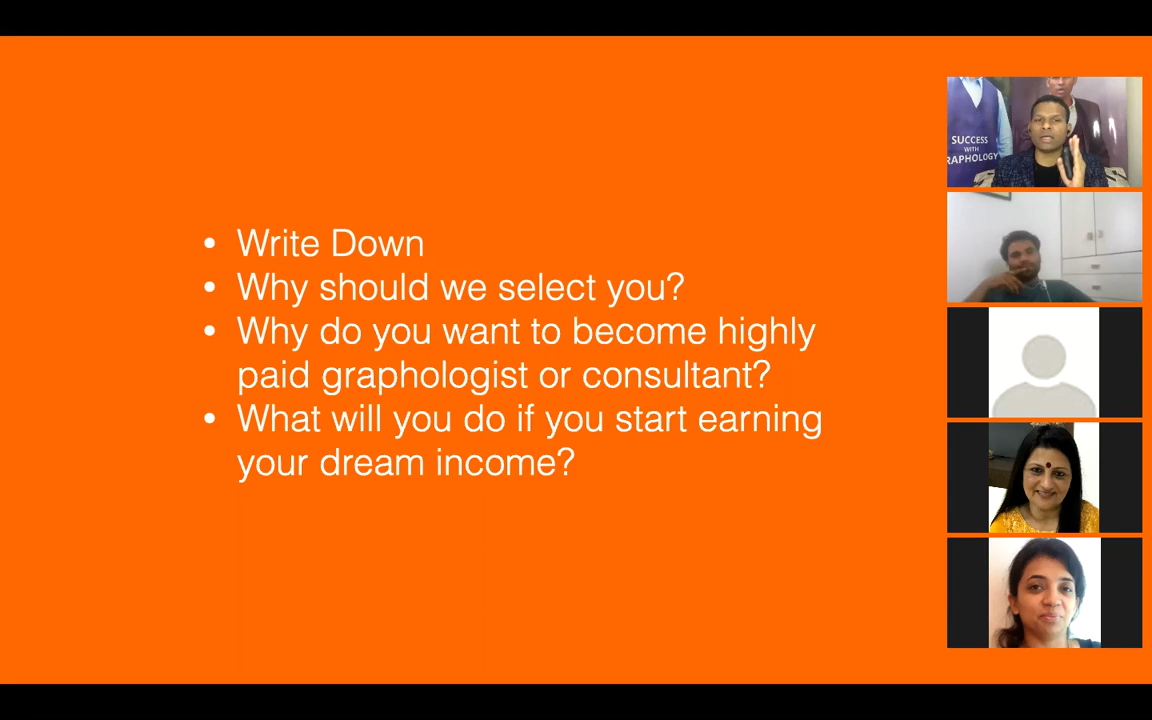 • Write Down
• Why should we select you?
• Why do you want to become highly
paid graphologist or consultant?
• What will you do if you start earning
your dream income?
SUCCESS
WITH
RAPHOLOGY